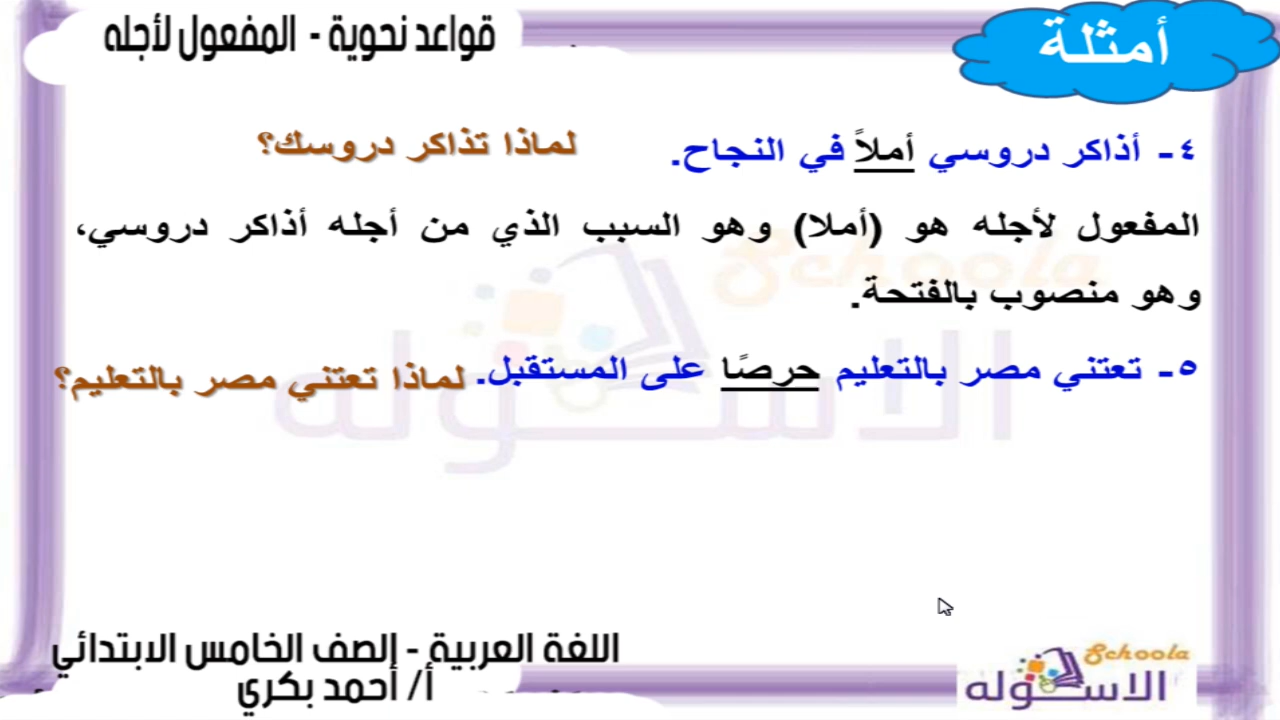 قواعد نحوية - المفعول لأجله
أمثلة
٤- أذاكر دروسي أملاً في النجاح. لماذا تذاكر دروسك؟
المفعول لأجله هو (أملا) وهو السبب الذي من أجله أذاكر دروسي،
وهو منصوب بالفتحة.
٥- تعتني مصر بالتعليم حرصًا على المستقبل. لماذا تعتني مصر بالتعليم؟
اللغة العربية - الصف الخامس الابتدائي
أ/ أحمد بكري
Schoola
الاسكوله